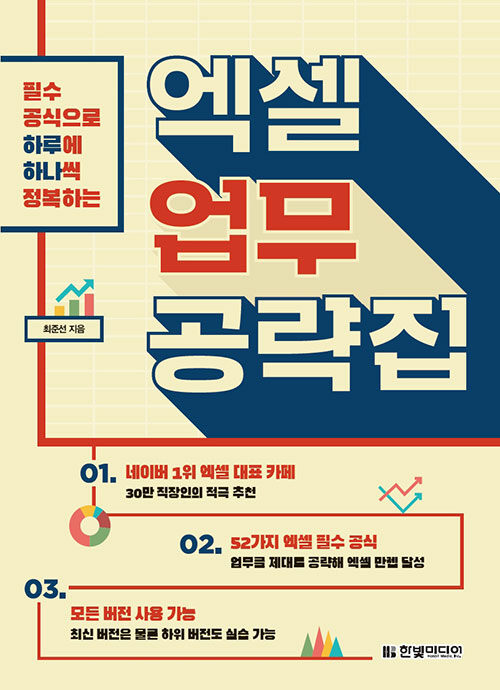 필수
공식으로
하루에
하나씩
정복하는
엑셀
업무
공략집
최준선 지음
01. 네이버 1위 엑셀 대표 카페
30만 직장인의 적극 추천
02. 52가지 엑셀 필수 공식
업무를 제대로 공략해 엑셀 만렙 달성
03.
모든 버전 사용 가능
최신 버전은 물론 하위 버전도 실습 가능
한빛미디어
Hanbit Media, Inc.